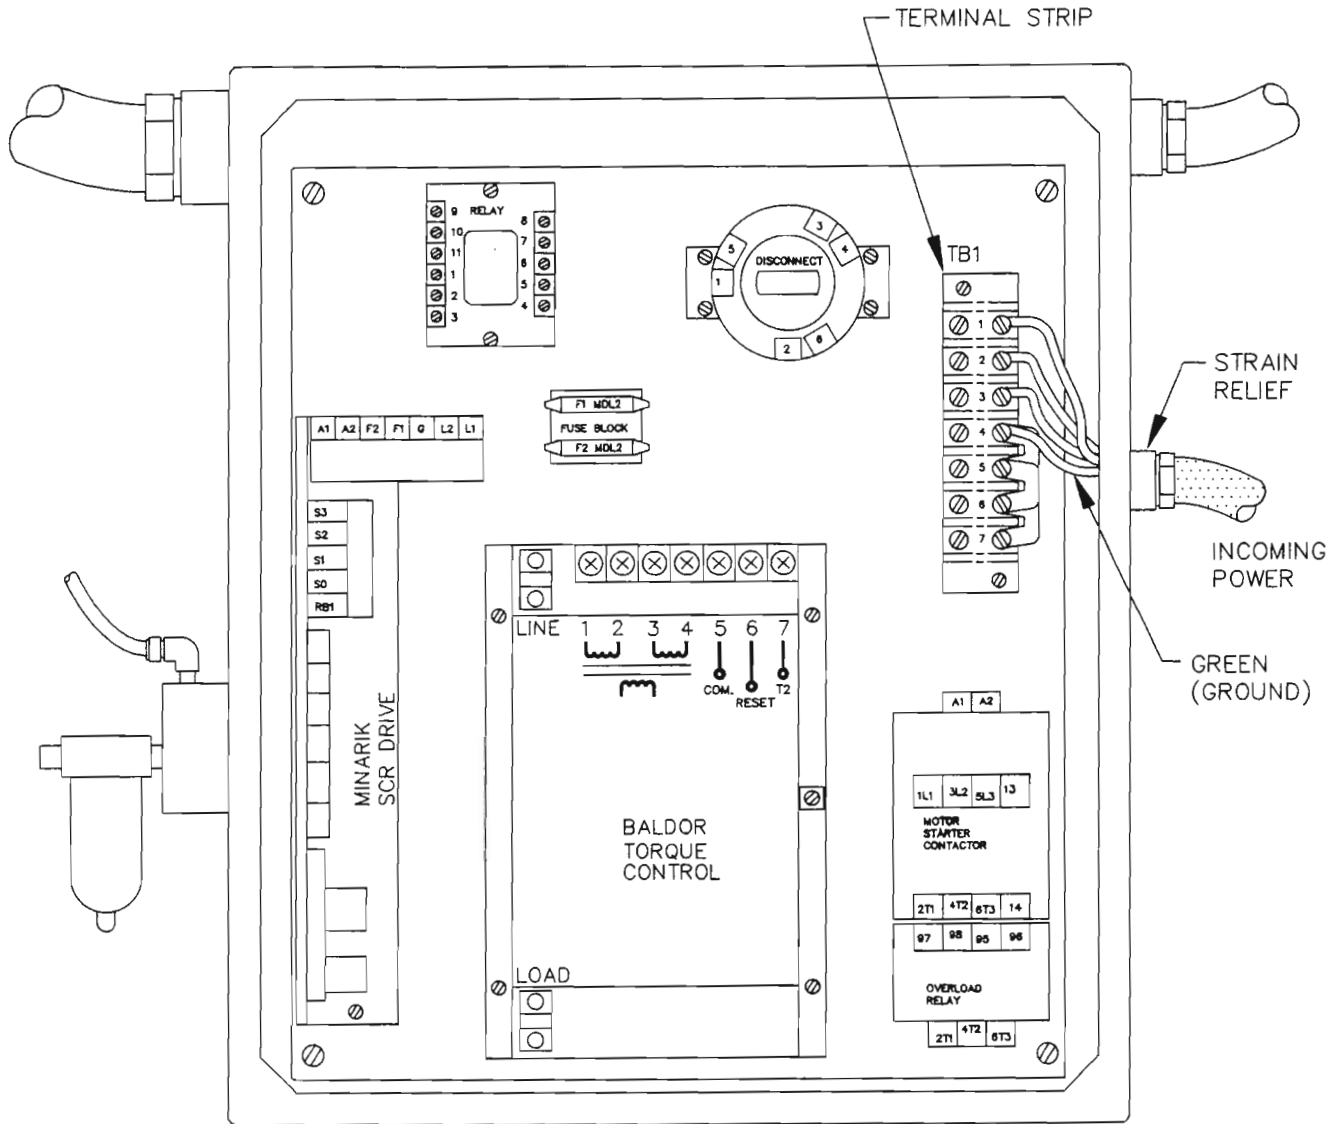 TERMINAL STRIP
9 RELAY 8
10 7
11 6
1 5
2 4
3
DISCONNECT
5 3 4
1
2 6
TB1
1
2
3
4
5
6
7
STRAIN
RELIEF
INCOMING
POWER
GREEN
(GROUND)
F1 MDL2
FUSE BLOCK
F2 MDL2
A1 A2 F2 F1 G L2 L1
S3
S2
S1
S0
RB1
MINARIK
SCR DRIVE
LINE 1 2 3 4 5 6 7
COM. RESET T2
BALDOR
TORQUE
CONTROL
LOAD
A1 A2
1L1 3L2 5L3 13
MOTOR
STARTER
CONTACTOR
2T1 4T2 6T3 14
97 98 95 96
OVERLOAD
RELAY
2T1 4T2 6T3